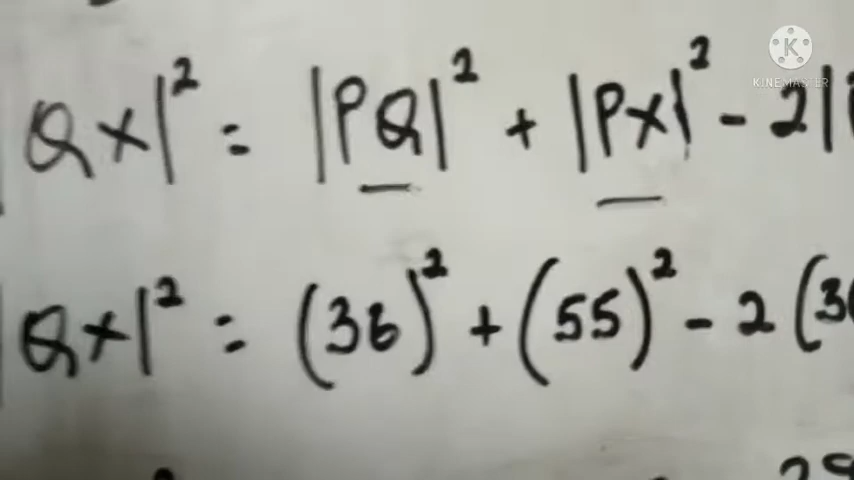 K
KINEMASTER
|QX|² = |PQ|² + |PX|² - 2|
|QX|² = (36)² + (55)² - 2(3